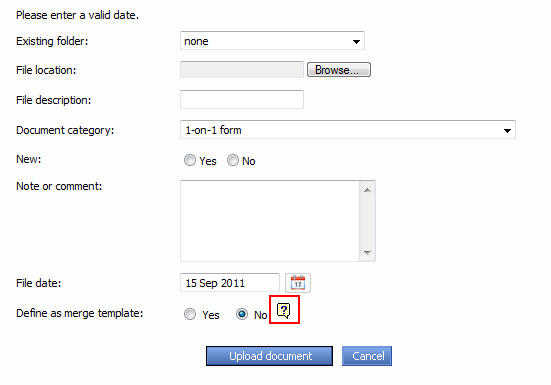 Please enter a valid date.
Existing folder: none
File location: Browse...
File description:
Document category: 1-on-1 form
New: Yes No
Note or comment:
File date: 15 Sep 2011 17
Define as merge template: Yes No ?
Upload document Cancel